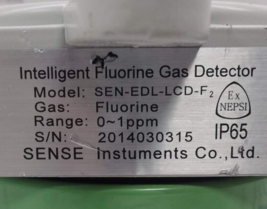 Intelligent Fluorine Gas Detector
Model: SEN-EDL-LCD-F₂
Gas: Fluorine
Range: 0~1ppm
S/N: 2014030315
SENSE Instuments Co.,Ltd.
Ex
NEPSI
IP65